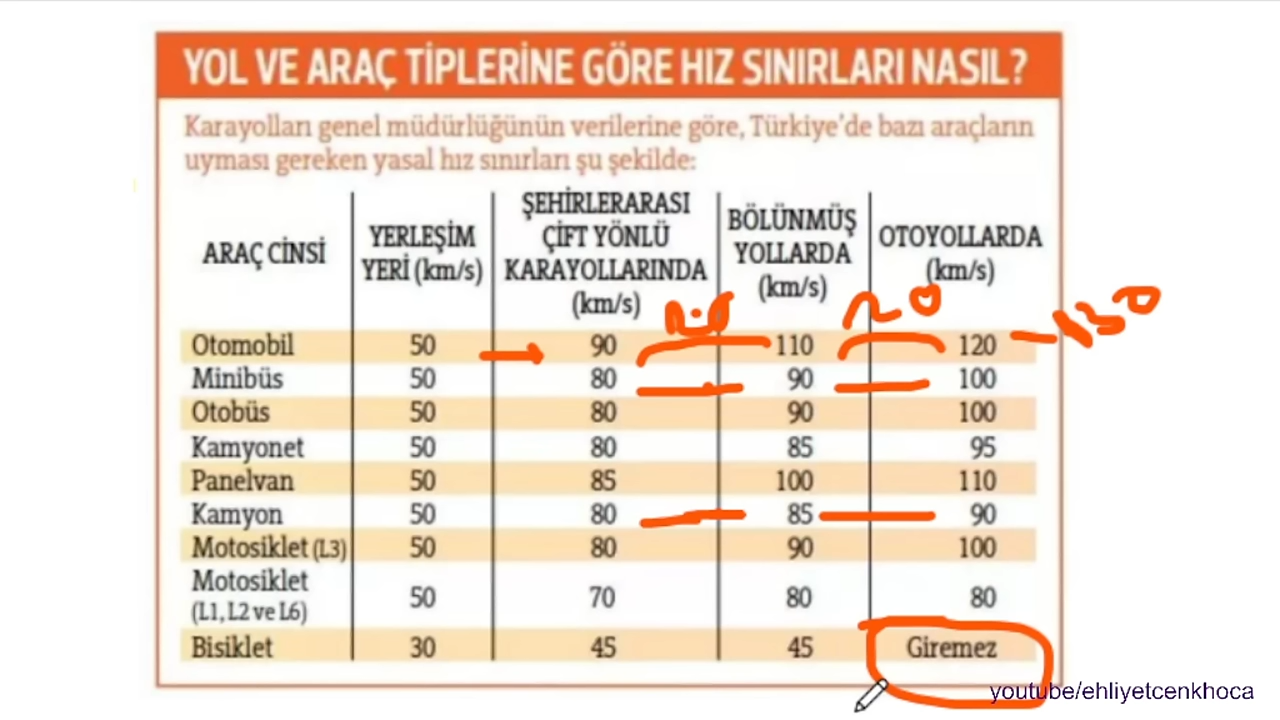 YOL VE ARAÇ TİPLERİNE GÖRE HIZ SINIRLARI NASIL?
Karayolları genel müdürlüğünün verilerine göre, Türkiye'de bazı araçların
uyması gereken yasal hız sınırları şu şekilde:
ARAÇ CİNSİ
YERLEŞİM
YERİ (km/s)
ŞEHİRLERARASI
ÇİFT YÖNLÜ
KARAYOLLARINDA
(km/s)
BÖLÜNMÜŞ
YOLLARDA
(km/s)
OTOYOLLARDA
(km/s)
20
130
Otomobil 50 90 110 120
Minibüs 50 80 90 100
Otobüs 50 80 90 100
Kamyonet 50 80 85 95
Panelvan 50 85 100 110
Kamyon 50 80 85 90
Motosiklet (L3) 50 80 90 100
Motosiklet
(L1, L2 ve L6) 50 70 80 80
Bisiklet 30 45 45 Giremez
youtube/ehliyetcenkhoca